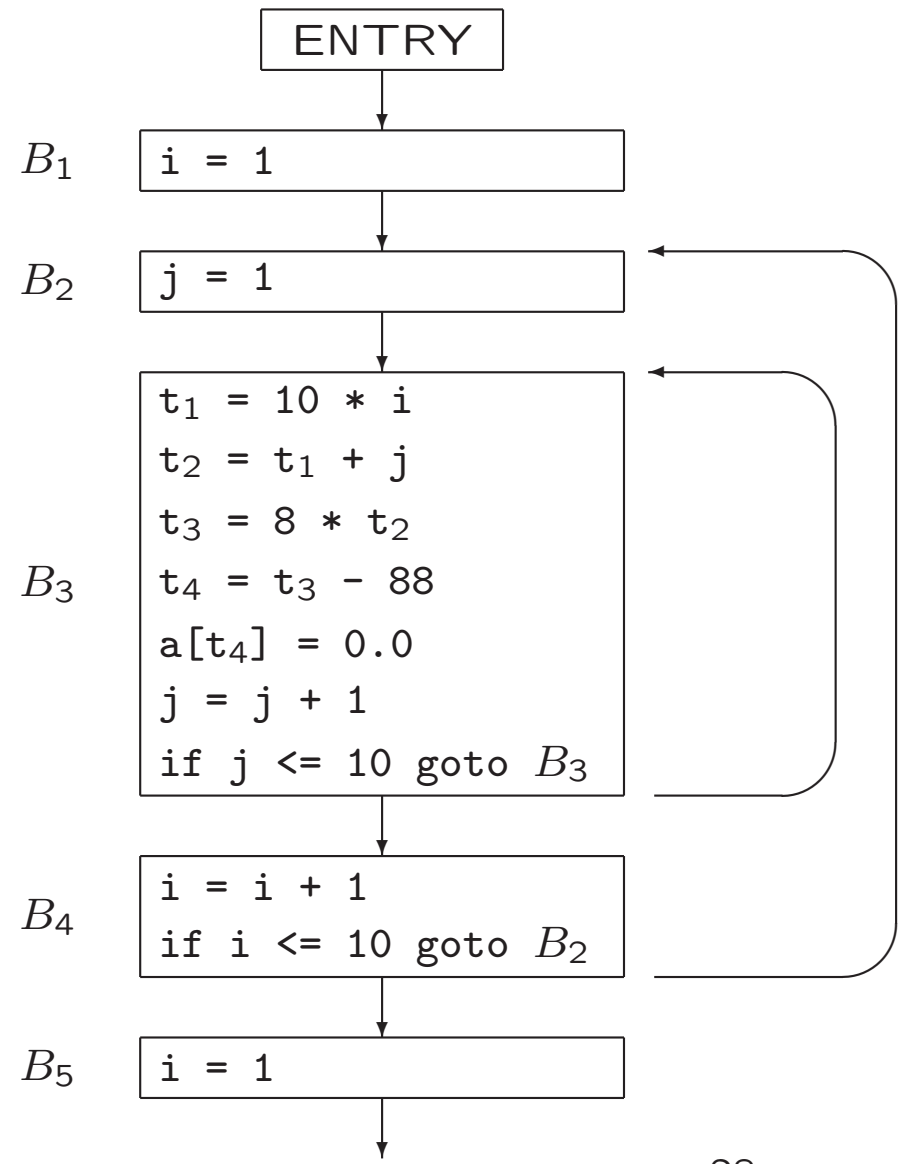 ENTRY
B₁ i = 1
B₂ j = 1
t₁ = 10 * i
t₂ = t₁ + j
t₃ = 8 * t₂
B₃ t₄ = t₃ - 88
a[t₄] = 0.0
j = j + 1
if j <= 10 goto B₃
B₄ i = i + 1
if i <= 10 goto B₂
B₅ i = 1